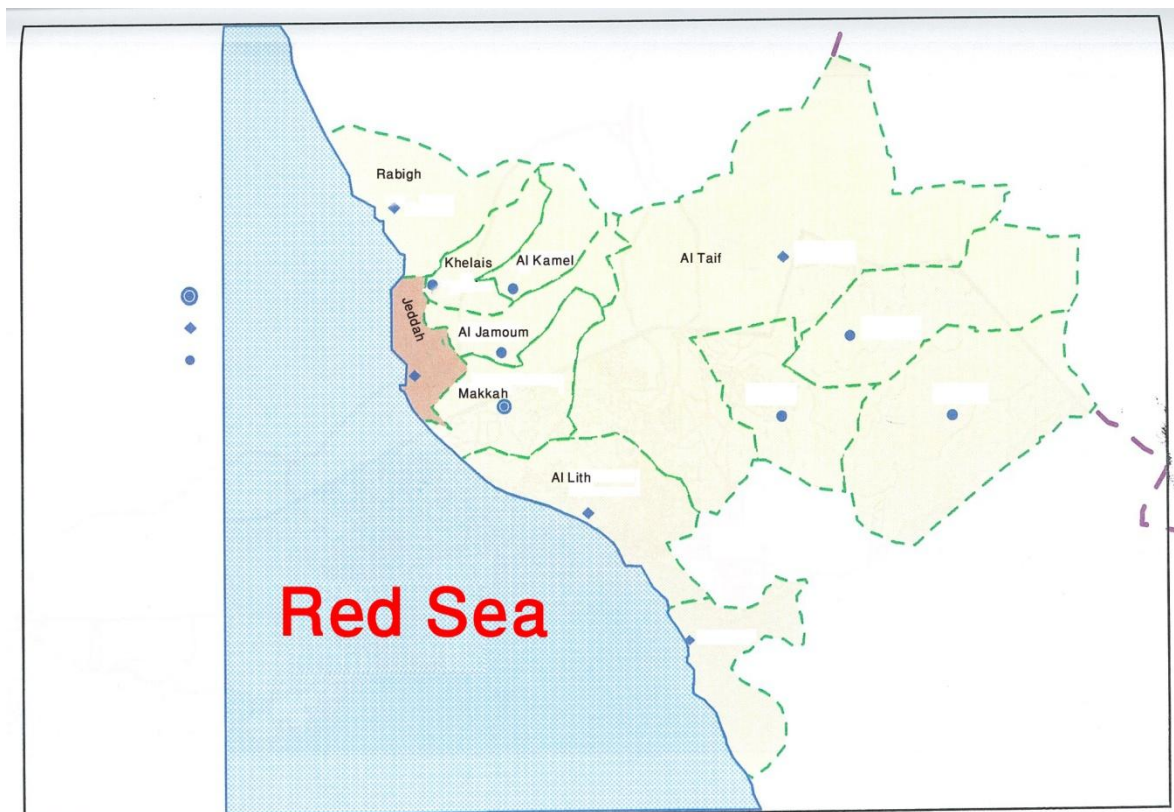 Rabigh
Khelais
Al Kamel
Al Taif
Jeddah
Al Jamoum
Makkah
Al Lith
Red Sea